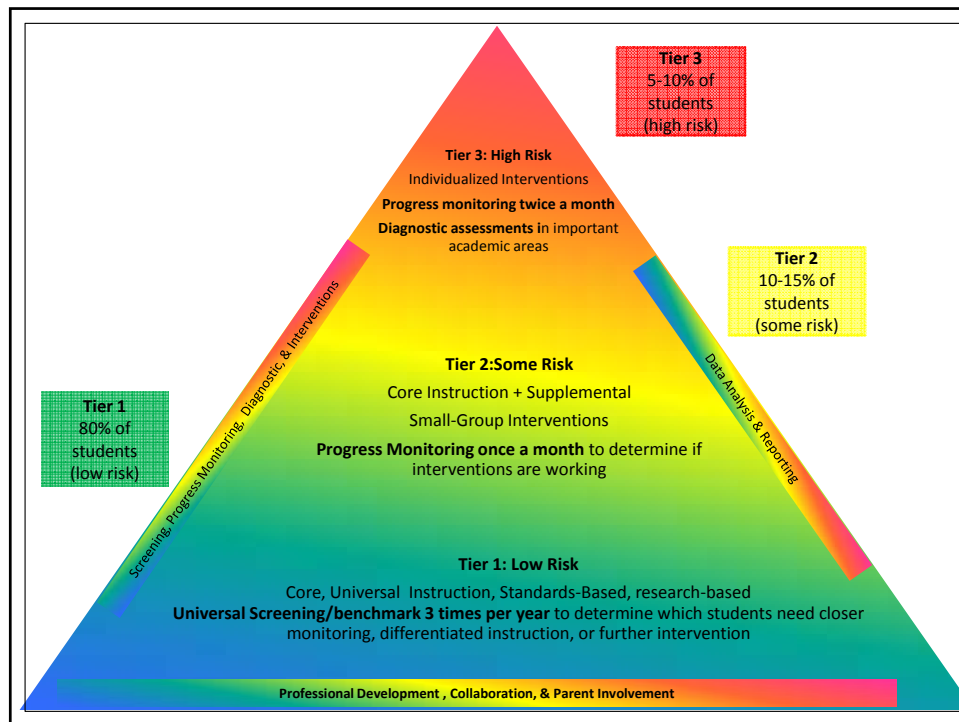 Tier 3
5-10% of
students
(high risk)
Tier 3: High Risk
Individualized Interventions
Progress monitoring twice a month
Diagnostic assessments in important
academic areas
Tier 2
10-15% of
students
(some risk)
Screening, Progress Monitoring, Diagnostic, & Interventions
Data Analysis & Reporting
Tier 2:Some Risk
Core Instruction + Supplemental
Small-Group Interventions
Progress Monitoring once a month to determine if
interventions are working
Tier 1
80% of
students
(low risk)
Tier 1: Low Risk
Core, Universal Instruction, Standards-Based, research-based
Universal Screening/benchmark 3 times per year to determine which students need closer
monitoring, differentiated instruction, or further intervention
Professional Development , Collaboration, & Parent Involvement